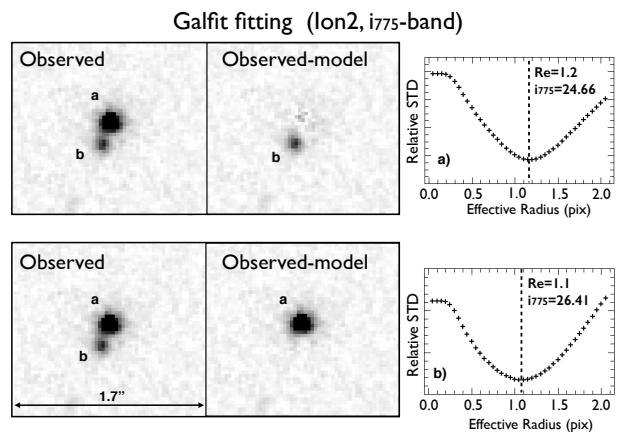 Galfit fitting (Ion2, i775-band)
Observed
a
b
Observed-model
b
Relative STD
Re=1.2
i775=24.66
a)
0.0 0.5 1.0 1.5 2.0
Effective Radius (pix)
Observed
a
b
1.7”
Observed-model
a
Relative STD
Re=1.1
i775=26.41
b)
0.0 0.5 1.0 1.5 2.0
Effective Radius (pix)